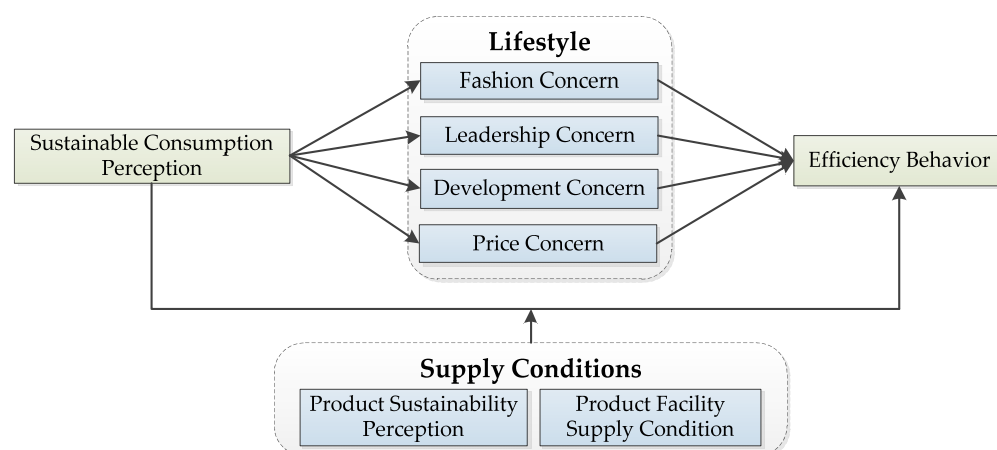 Lifestyle
Fashion Concern
Leadership Concern
Development Concern
Price Concern
Sustainable Consumption
Perception
Efficiency Behavior
Supply Conditions
Product Sustainability
Perception
Product Facility
Supply Condition